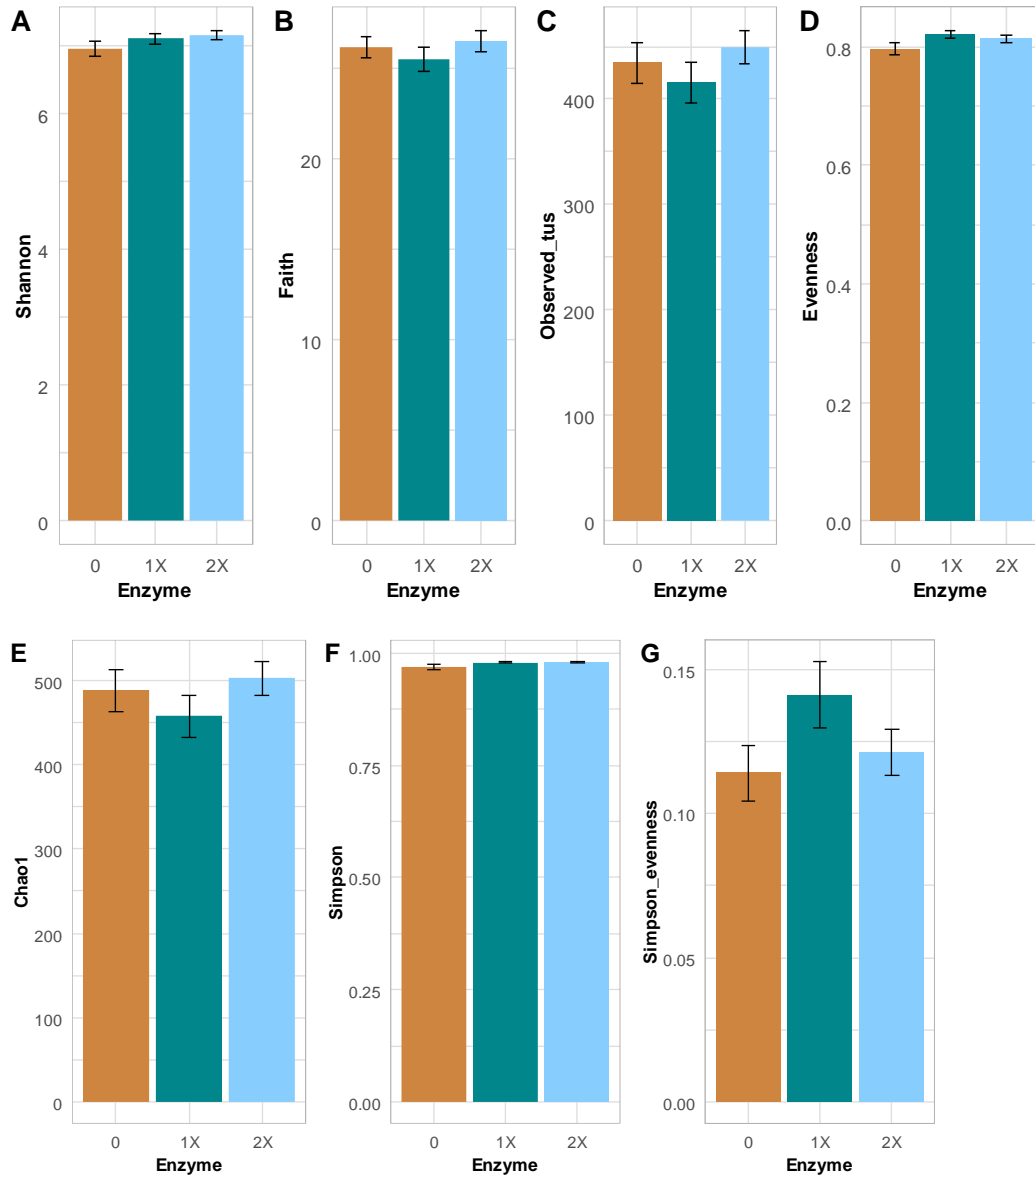 A
Shannon
6
4
2
0
0 1X 2X
Enzyme
B
Faith
20
10
0
0 1X 2X
Enzyme
C
Observed_tus
400
300
200
100
0
0 1X 2X
Enzyme
D
Evenness
0.8
0.6
0.4
0.2
0.0
0 1X 2X
Enzyme
E
Chao1
500
400
300
200
100
0
0 1X 2X
Enzyme
F
Simpson
1.00
0.75
0.50
0.25
0.00
0 1X 2X
Enzyme
G
Simpson_evenness
0.15
0.10
0.05
0.00
0 1X 2X
Enzyme